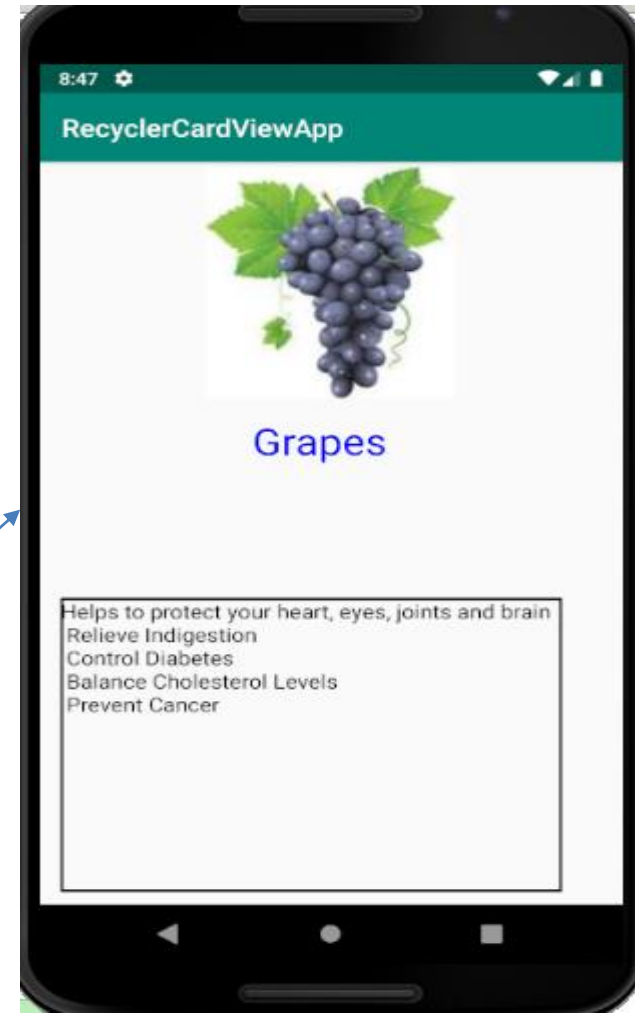 8:47
RecyclerCardViewApp
Grapes
Helps to protect your heart, eyes, joints and brain
Relieve Indigestion
Control Diabetes
Balance Cholesterol Levels
Prevent Cancer